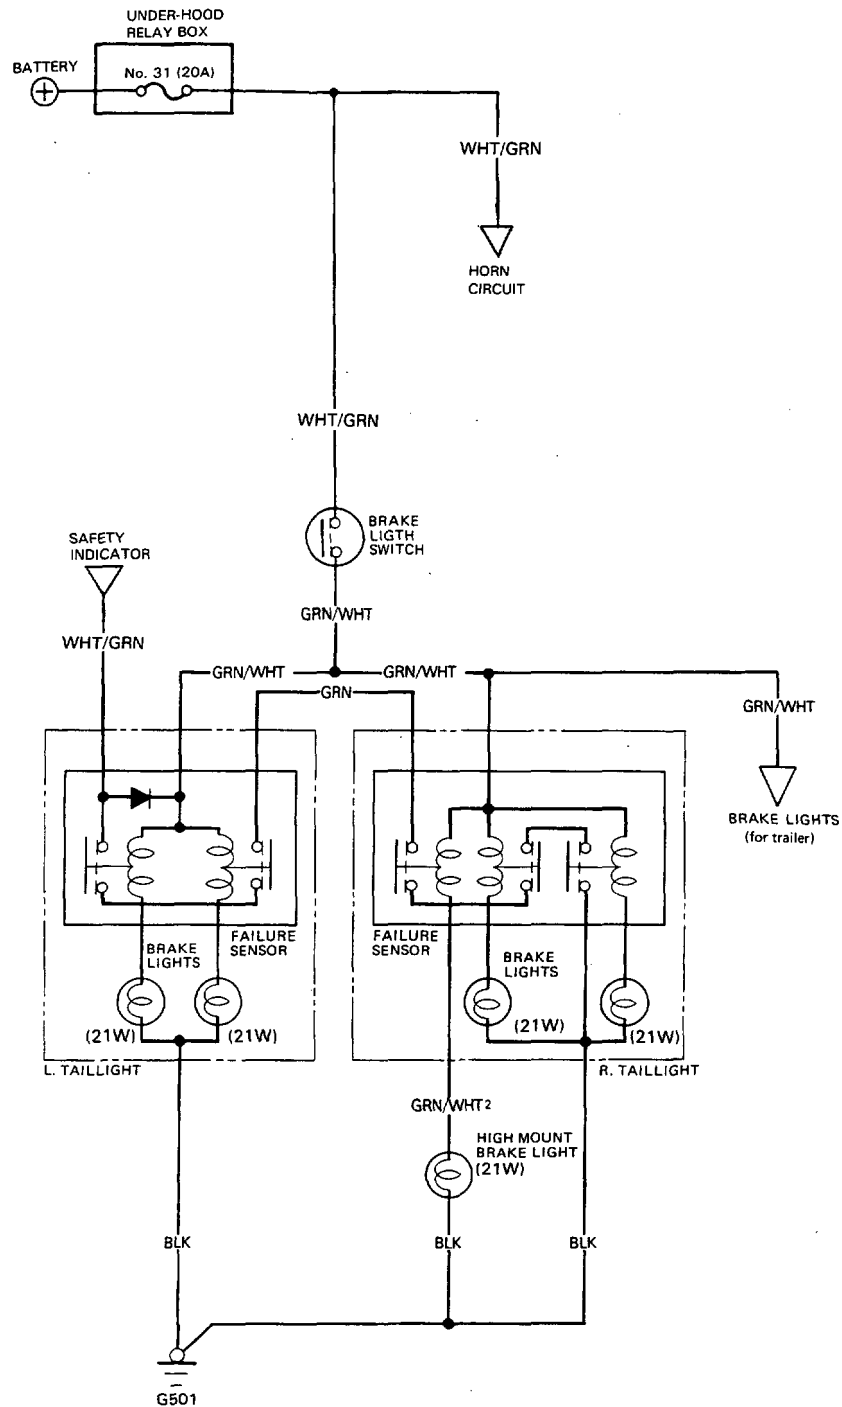 UNDER-HOOD
RELAY BOX
BATTERY
No. 31 (20A)
WHT/GRN
HORN
CIRCUIT
WHT/GRN
BRAKE
LIGTH
SWITCH
SAFETY
INDICATOR
GRN/WHT
WHT/GRN
GRN/WHT
GRN/WHT
GRN
GRN/WHT
BRAKE LIGHTS
(for trailer)
FAILURE
SENSOR
FAILURE
SENSOR
BRAKE
LIGHTS
BRAKE
LIGHTS
(21W)
(21W)
(21W)
(21W)
L. TAILLIGHT
R. TAILLIGHT
GRN/WHT2
HIGH MOUNT
BRAKE LIGHT
(21W)
BLK
BLK
BLK
G501